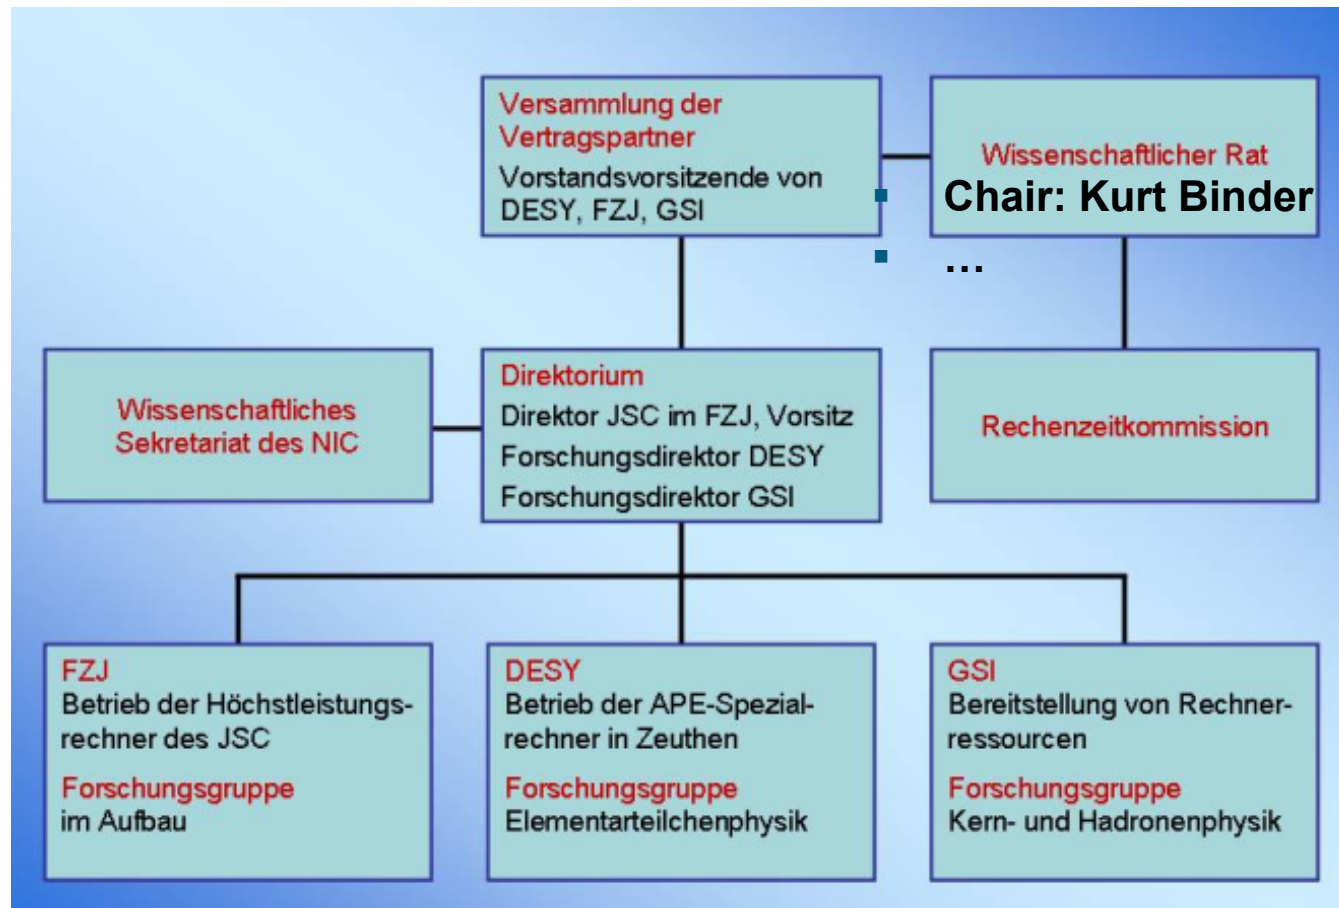 Versammlung der
Vertragspartner
Vorstandsvorsitzende von
DESY, FZJ, GSI
Wissenschaftlicher Rat
▪ Chair: Kurt Binder
▪ ...
Wissenschaftliches
Sekretariat des NIC
Direktorium
Direktor JSC im FZJ, Vorsitz
Forschungsdirektor DESY
Forschungsdirektor GSI
Rechenzeitkommission
FZJ
Betrieb der Höchstleistungs-
rechner des JSC
Forschungsgruppe
im Aufbau
DESY
Betrieb der APE-Spezial-
rechner in Zeuthen
Forschungsgruppe
Elementarteilchenphysik
GSI
Bereitstellung von Rechner-
ressourcen
Forschungsgruppe
Kern- und Hadronenphysik